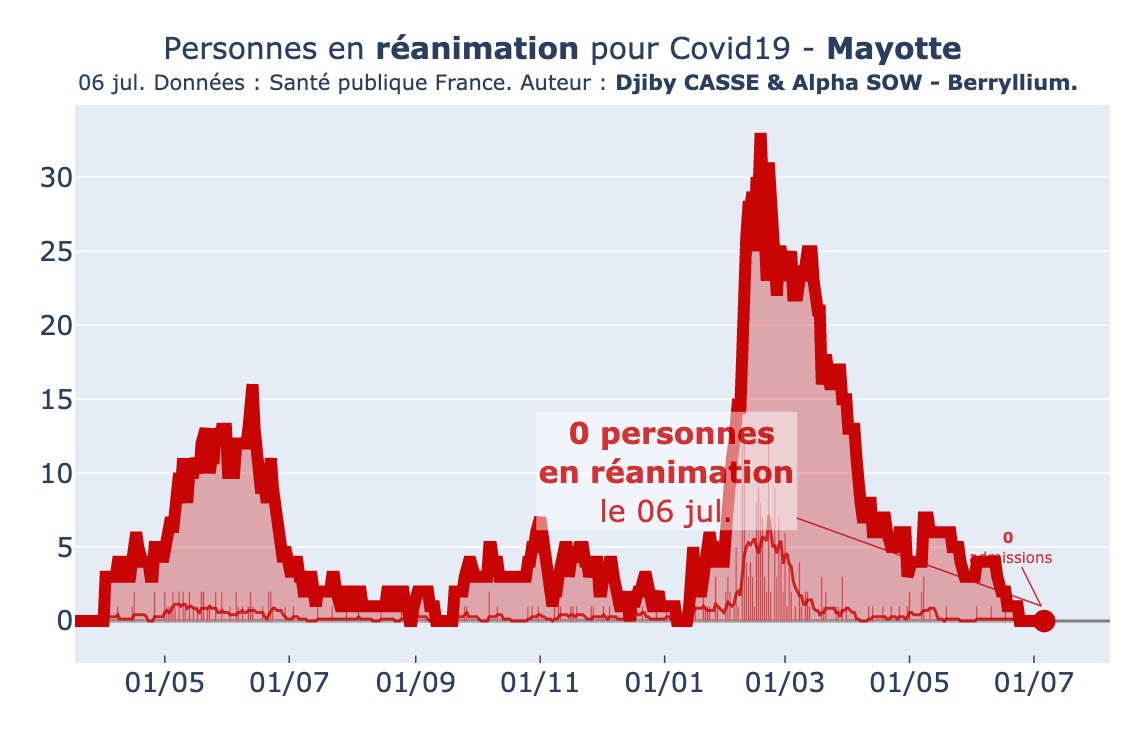 Personnes en réanimation pour Covid19 - Mayotte
06 jul. Données : Santé publique France. Auteur : Djiby CASSE & Alpha SOW - Berryllium.
30
25
20
15
10
5
0
0 personnes
en réanimation
le 06 jul.
0
admissions
01/05 01/07 01/09 01/11 01/01 01/03 01/05 01/07